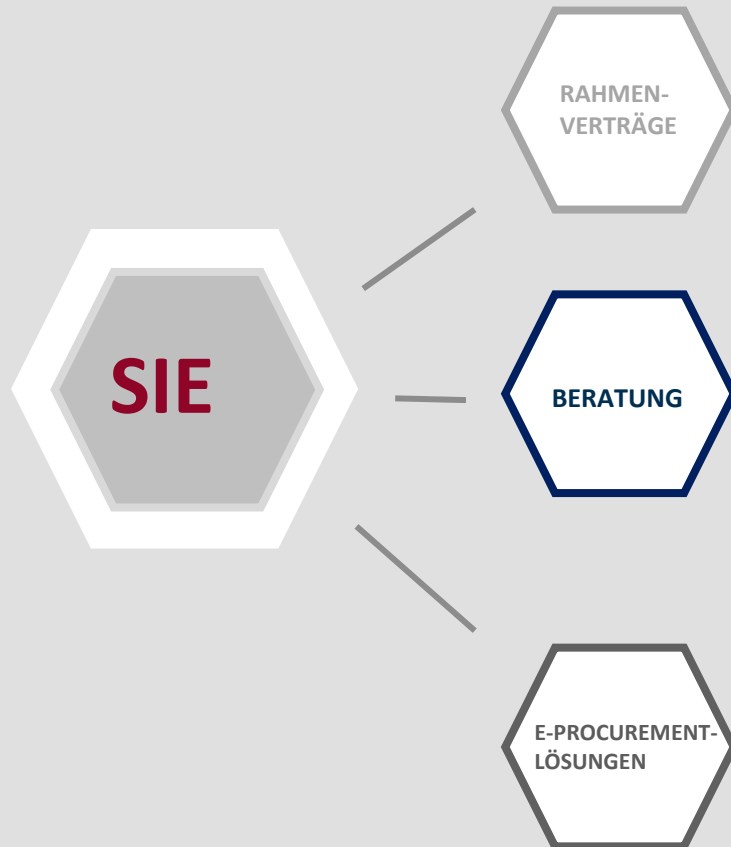 RAHMEN-
VERTRÄGE
SIE
BERATUNG
E-PROCUREMENT-
LÖSUNGEN